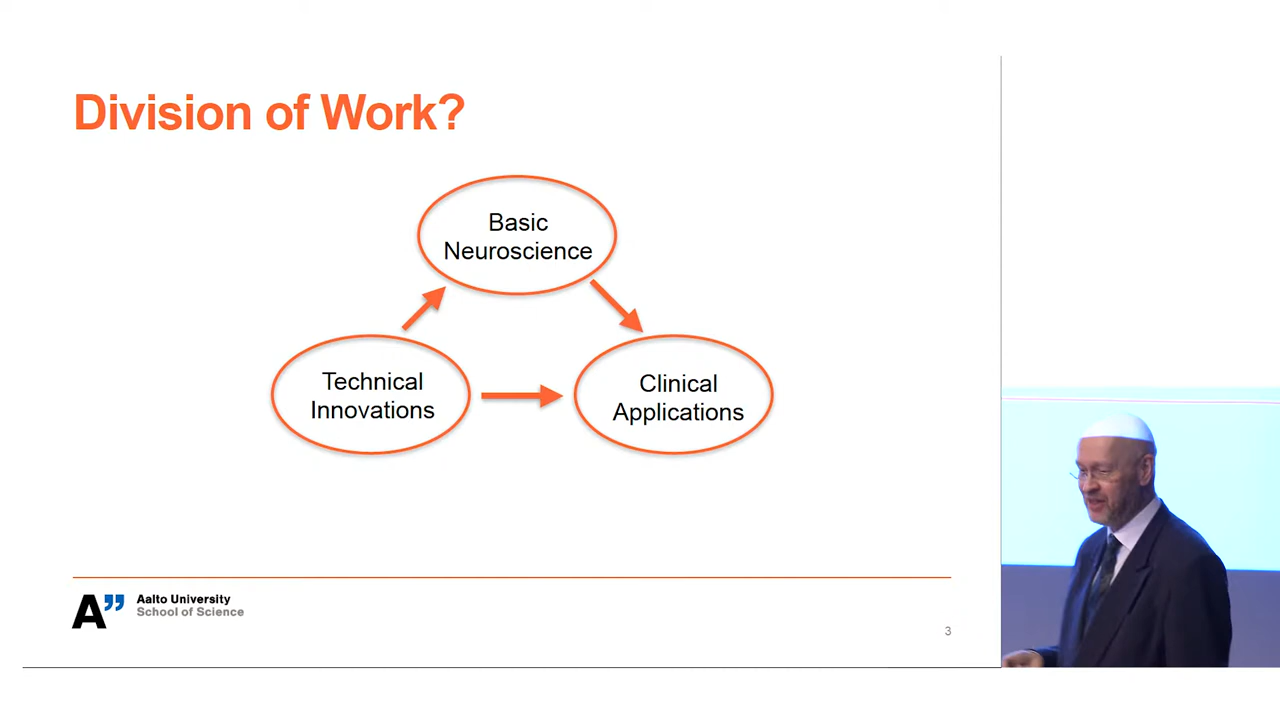 Division of Work?
Basic
Neuroscience
Technical
Innovations
Clinical
Applications
A”
Aalto University
School of Science
3